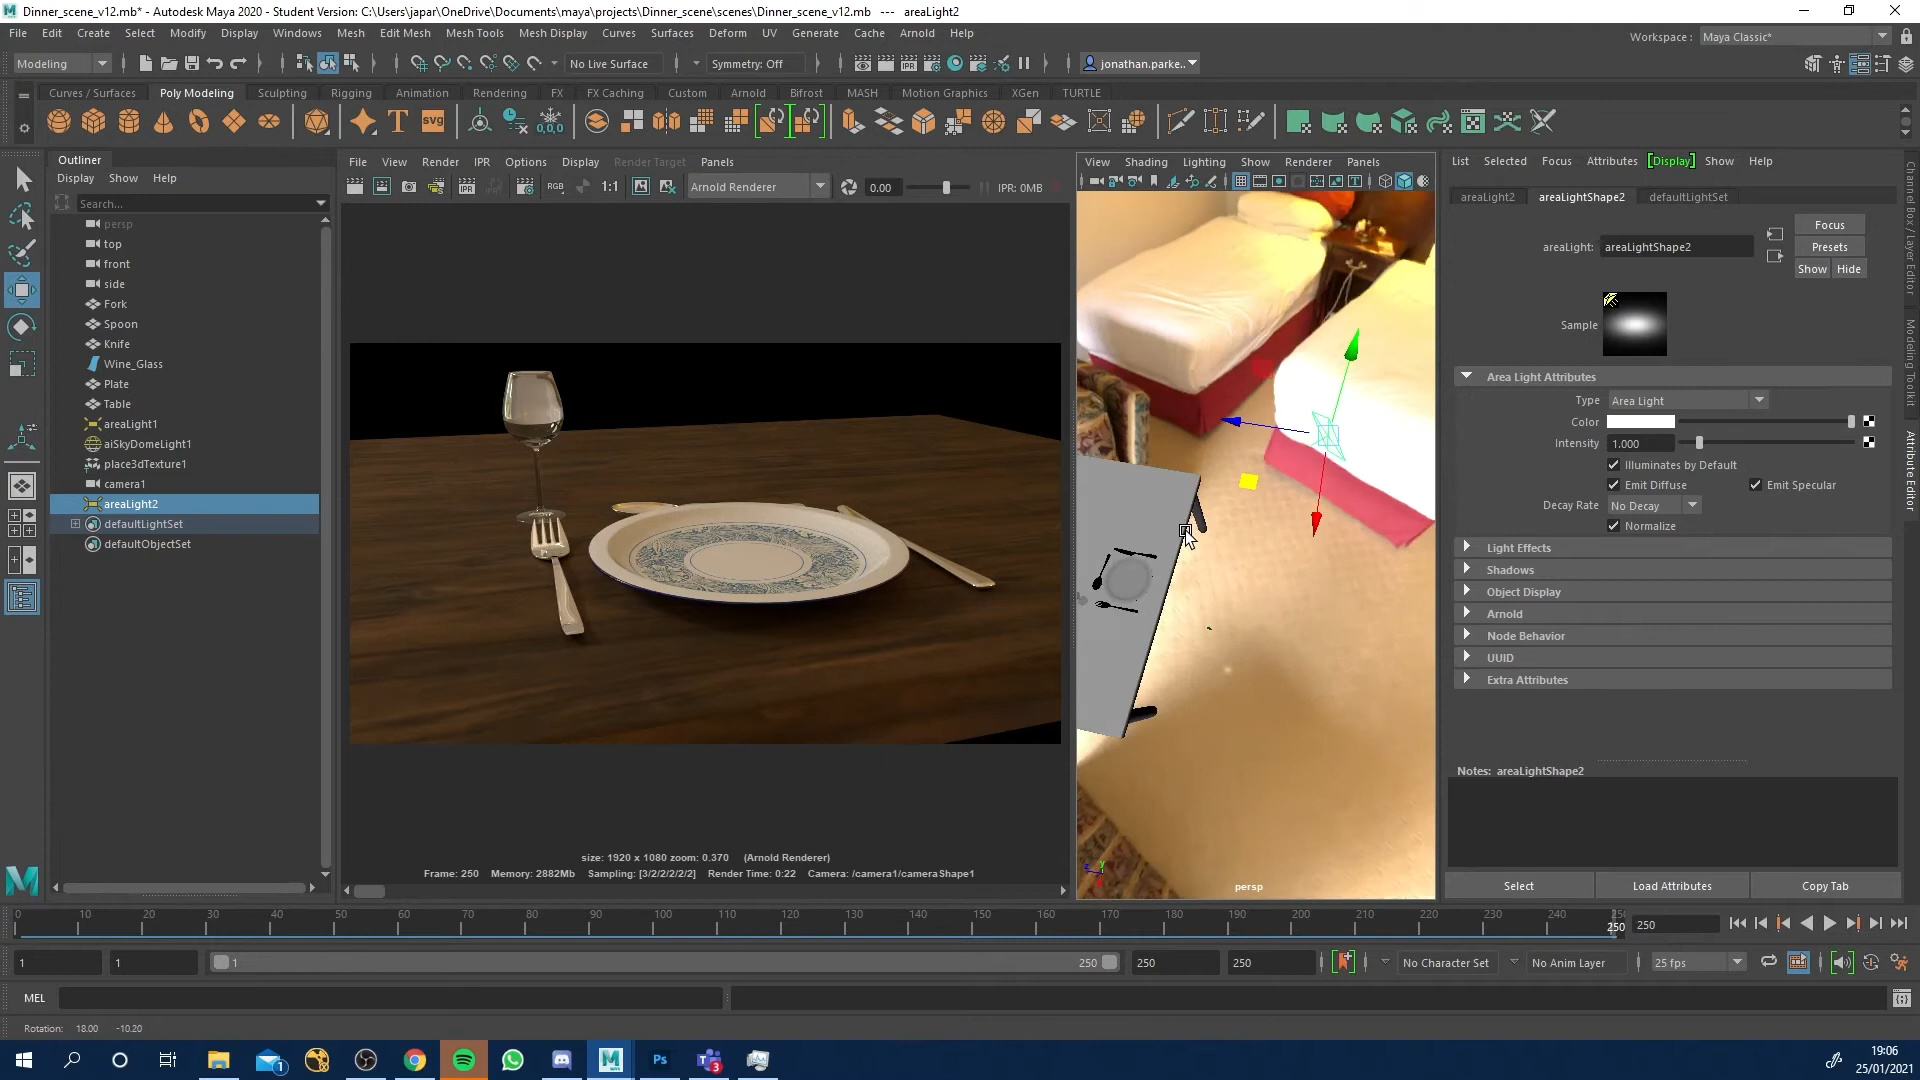 Dinner_scene_v12.mb* - Autodesk Maya 2020 - Student Version: C:\Users\japar\OneDrive\Documents\maya\projects\Dinner_scene\scenes\Dinner_scene_v12.mb --- areaLight2
File Edit Create Select Modify Display Windows Mesh Edit Mesh Mesh Tools Mesh Display Curves Surfaces Deform UV Generate Cache Arnold Help
Workspace : Maya Classic*
Modeling No Live Surface Symmetry: Off jonathan.parke..
Curves / Surfaces Poly Modeling Sculpting Rigging Animation Rendering FX FX Caching Custom Arnold Bifrost MASH Motion Graphics XGen TURTLE
Outliner
Display Show Help
Search...
persp
top
front
side
Fork
Spoon
Knife
Wine_Glass
Plate
Table
areaLight1
aiSkyDomeLight1
place3dTexture1
camera1
areaLight2
defaultLightSet
defaultObjectSet
File View Render IPR Options Display Render Target Panels
IPR RGB 1:1 Arnold Renderer 0.00 IPR: 0MB
size: 1920 x 1080 zoom: 0.370 (Arnold Renderer)
Frame: 250 Memory: 2882Mb Sampling: [3/2/2/2/2/2] Render Time: 0:22 Camera: /camera1/cameraShape1
View Shading Lighting Show Renderer Panels
persp
List Selected Focus Attributes Display Show Help
areaLight2 areaLightShape2 defaultLightSet
areaLight: areaLightShape2
Focus
Presets
Show Hide
Sample
Area Light Attributes
Type Area Light
Color
Intensity 1.000
Illuminates by Default
Emit Diffuse Emit Specular
Decay Rate No Decay
Normalize
Light Effects
Shadows
Object Display
Arnold
Node Behavior
UUID
Extra Attributes
Notes: areaLightShape2
Select Load Attributes Copy Tab
Channel Box / Layer Editor
Modeling Toolkit
Attribute Editor
0 10 20 30 40 50 60 70 80 90 100 110 120 130 140 150 160 170 180 190 200 210 220 230 240
250 250
1 1 1 250 250 250 No Character Set No Anim Layer 25 fps
MEL
Rotation: 18.00 -10.20
19:06
25/01/2021